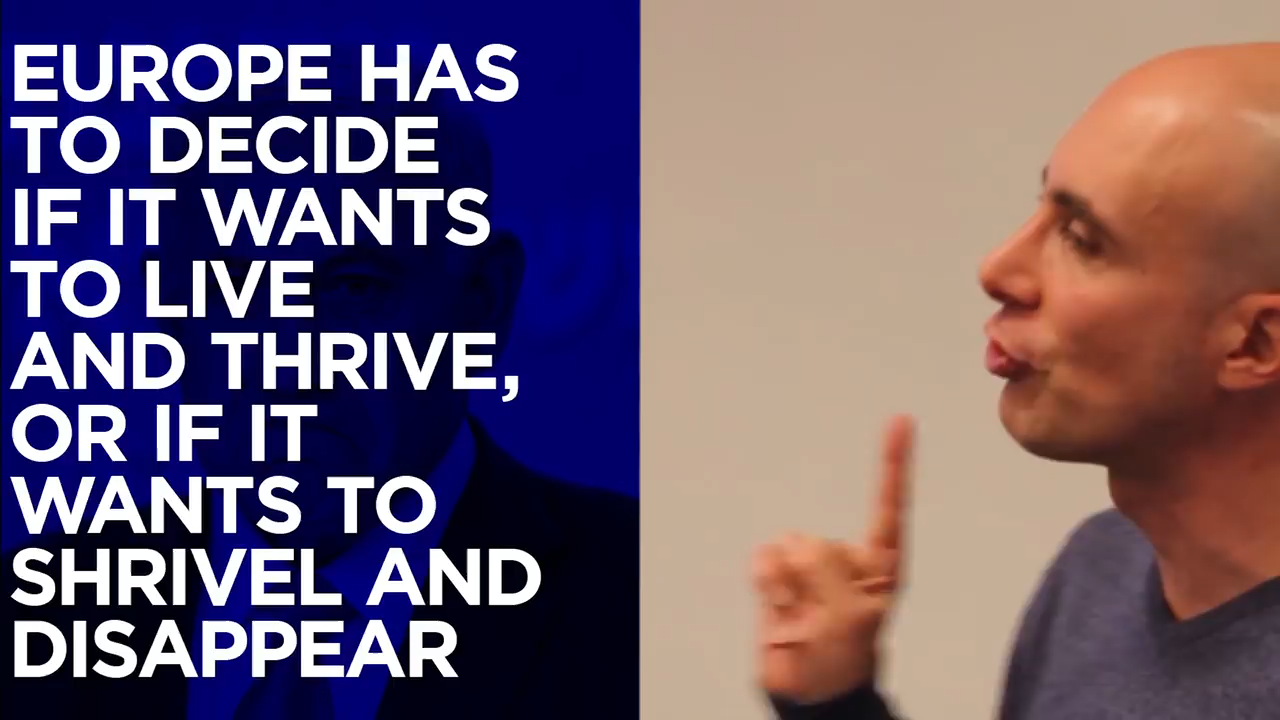 EUROPE HAS
TO DECIDE
IF IT WANTS
TO LIVE
AND THRIVE,
OR IF IT
WANTS TO
SHRIVEL AND
DISAPPEAR